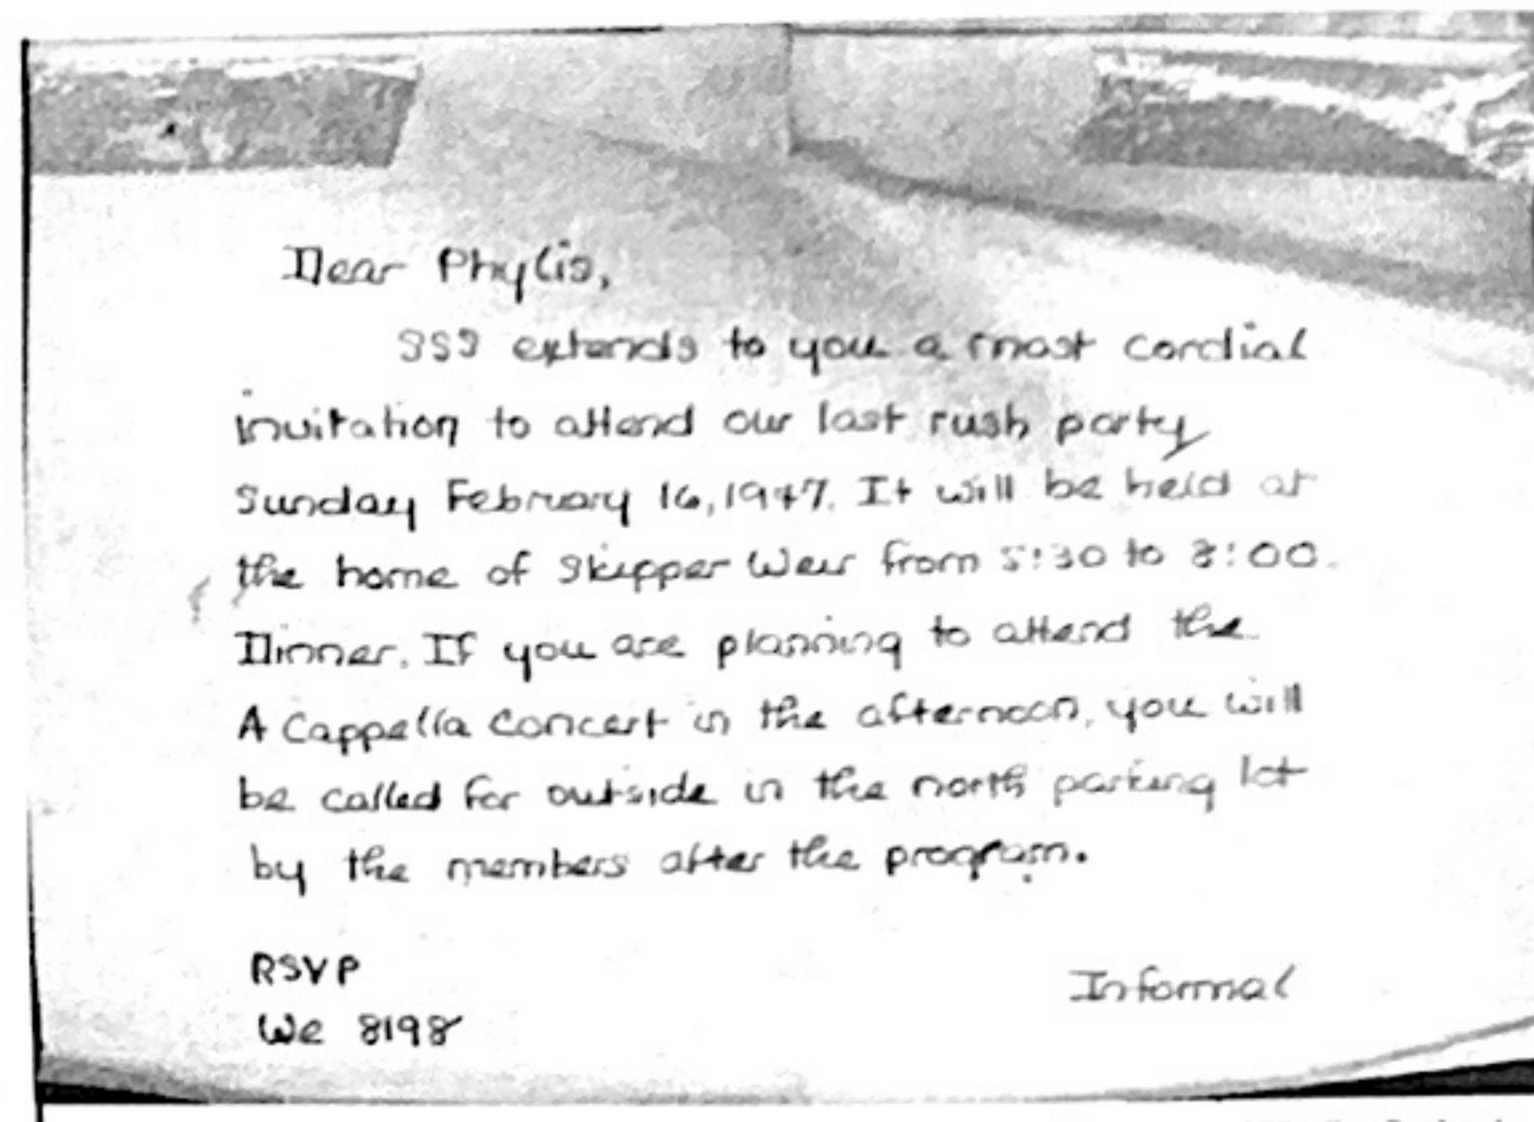 Dear Phylis,
SSS extends to you a most cordial
invitation to attend our last rush party
Sunday February 16, 1947. It will be held at
the home of Skipper Weir from 5:30 to 8:00.
Dinner. If you are planning to attend the
A Cappella Concert in the afternoon, you will
be called for outside in the north parking lot
by the members after the program.
RSVP
We 8198
Informal